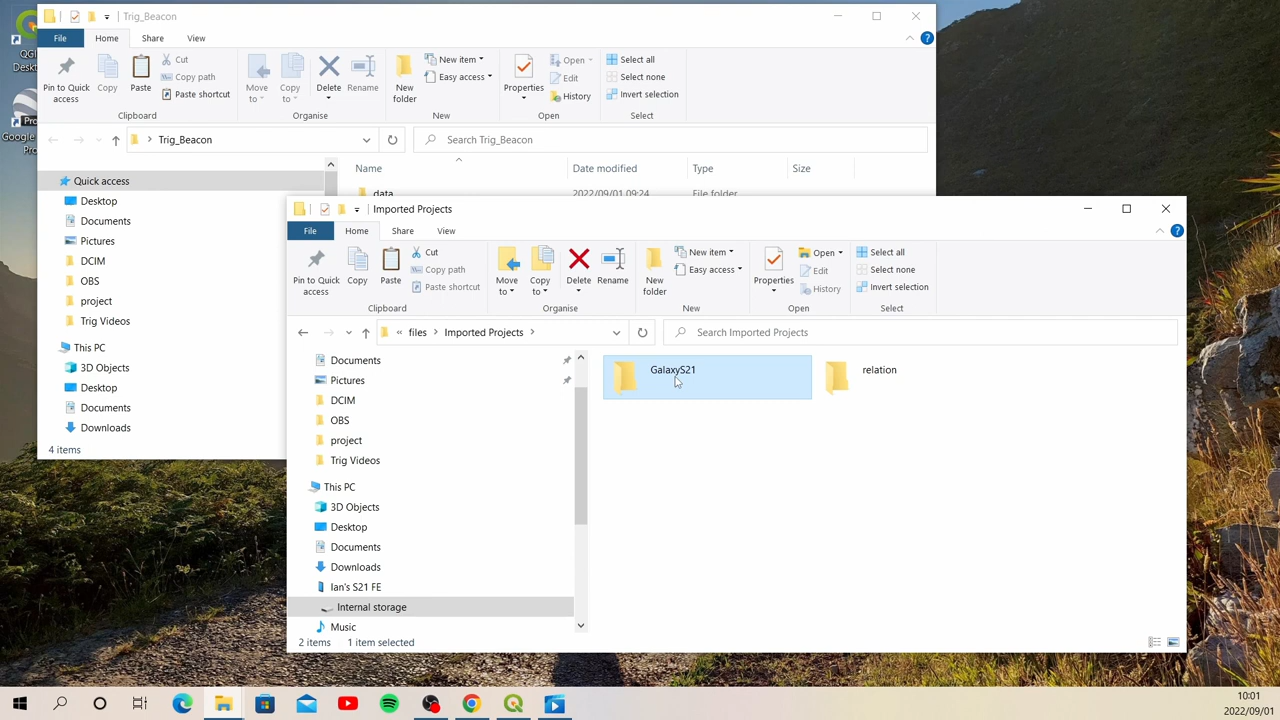 Trig_Beacon
File Home Share View
Pin to Quick access
Copy
Paste
Cut
Copy path
Paste shortcut
Move to
Copy to
Delete
Rename
New folder
New item
Easy access
Properties
Open
Edit
History
Select all
Select none
Invert selection
Clipboard Organise New Open Select
Trig_Beacon
Search Trig_Beacon
Name Date modified Type Size
data 2022/09/01 09:24 File folder
Quick access
Desktop
Documents
Pictures
DCIM
OBS
project
Trig Videos
This PC
3D Objects
Desktop
Documents
Downloads
4 items
Imported Projects
File Home Share View
Pin to Quick access
Copy
Paste
Cut
Copy path
Paste shortcut
Move to
Copy to
Delete
Rename
New folder
New item
Easy access
Properties
Open
Edit
History
Select all
Select none
Invert selection
Clipboard Organise New Open Select
« files Imported Projects
Search Imported Projects
Documents
Pictures
DCIM
OBS
project
Trig Videos
This PC
3D Objects
Desktop
Documents
Downloads
Ian's S21 FE
Internal storage
Music
GalaxyS21
relation
2 items 1 item selected
10:01
2022/09/01